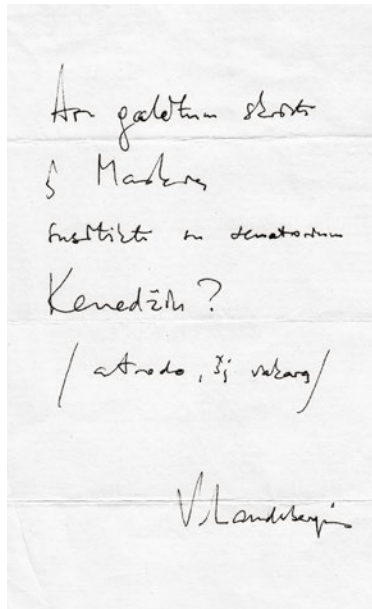 Ar galėtum skristi
į Maskvą
susitikti su senatorium
Kenedžiu?
/atrodo, šį vakarą/
V. Landsbergis